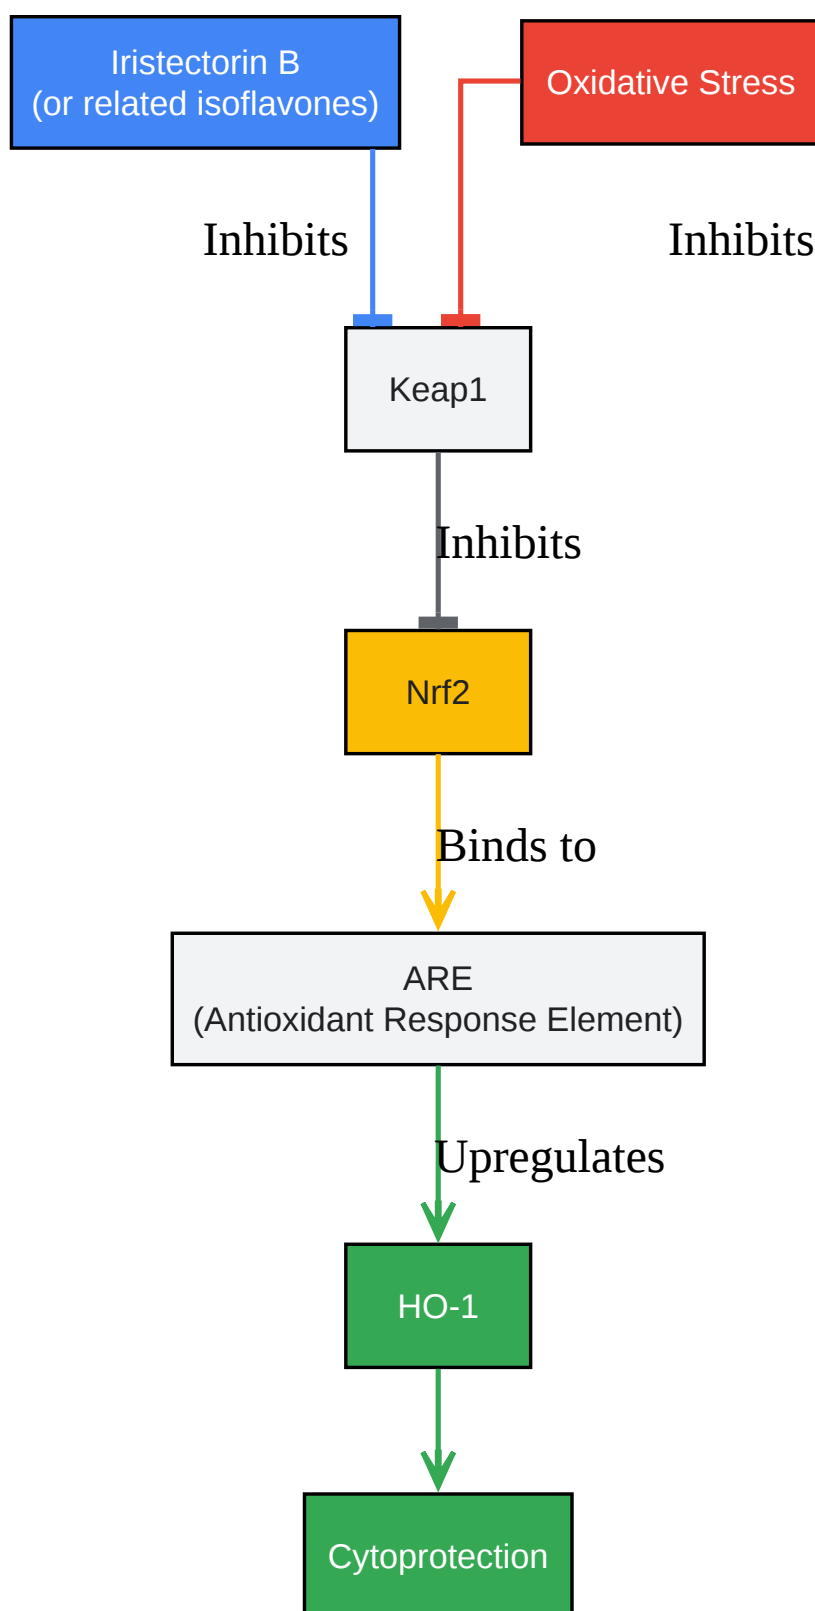 Iristectorin B
(or related isoflavones)
Oxidative Stress
Inhibits
Inhibits
Keap1
Inhibits
Nrf2
Binds to
ARE
(Antioxidant Response Element)
Upregulates
HO-1
Cytoprotection